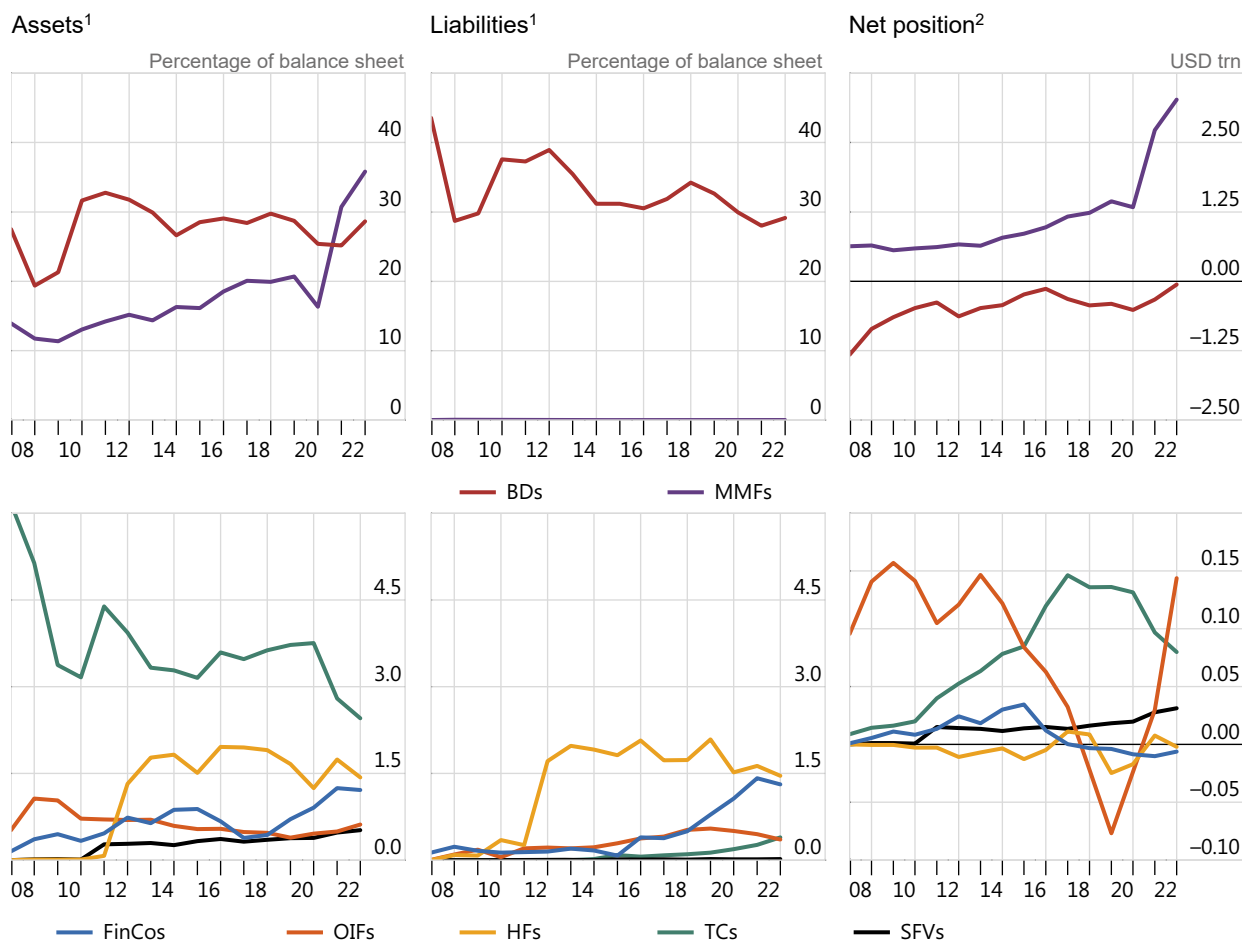 Assets¹ Liabilities¹ Net position²
Percentage of balance sheet Percentage of balance sheet USD trn
40 40 2.50
30 30 1.25
20 20 0.00
10 10 −1.25
0 0 −2.50
08 10 12 14 16 18 20 22 08 10 12 14 16 18 20 22 08 10 12 14 16 18 20 22
BDs MMFs
0.15
4.5 4.5 0.10
3.0 3.0 0.05
0.00
1.5 1.5 −0.05
0.0 0.0 −0.10
08 10 12 14 16 18 20 22 08 10 12 14 16 18 20 22 08 10 12 14 16 18 20 22
FinCos OIFs HFs TCs SFVs